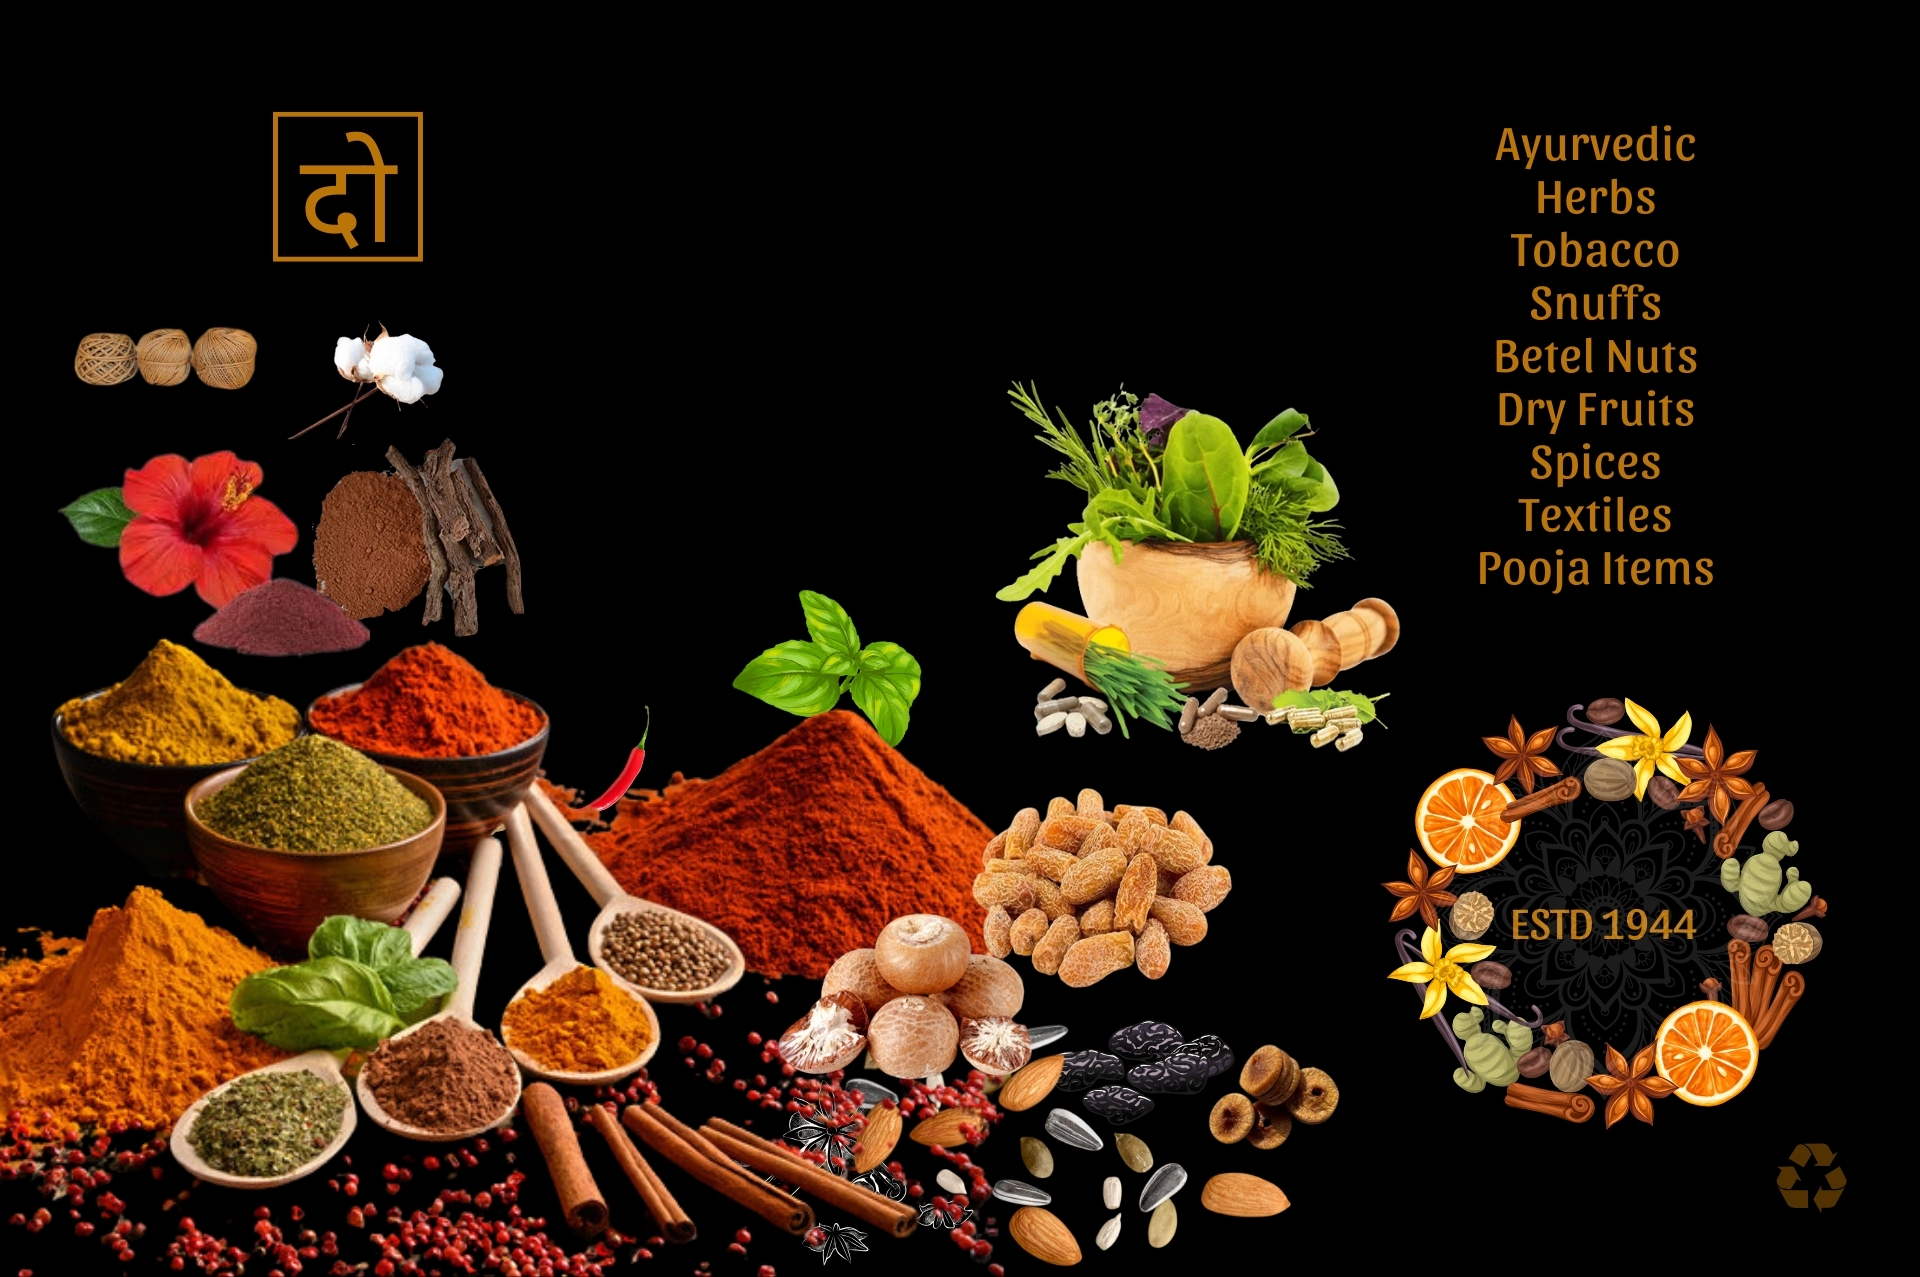 दो
Ayurvedic
Herbs
Tobacco
Snuffs
Betel Nuts
Dry Fruits
Spices
Textiles
Pooja Items
ESTD 1944